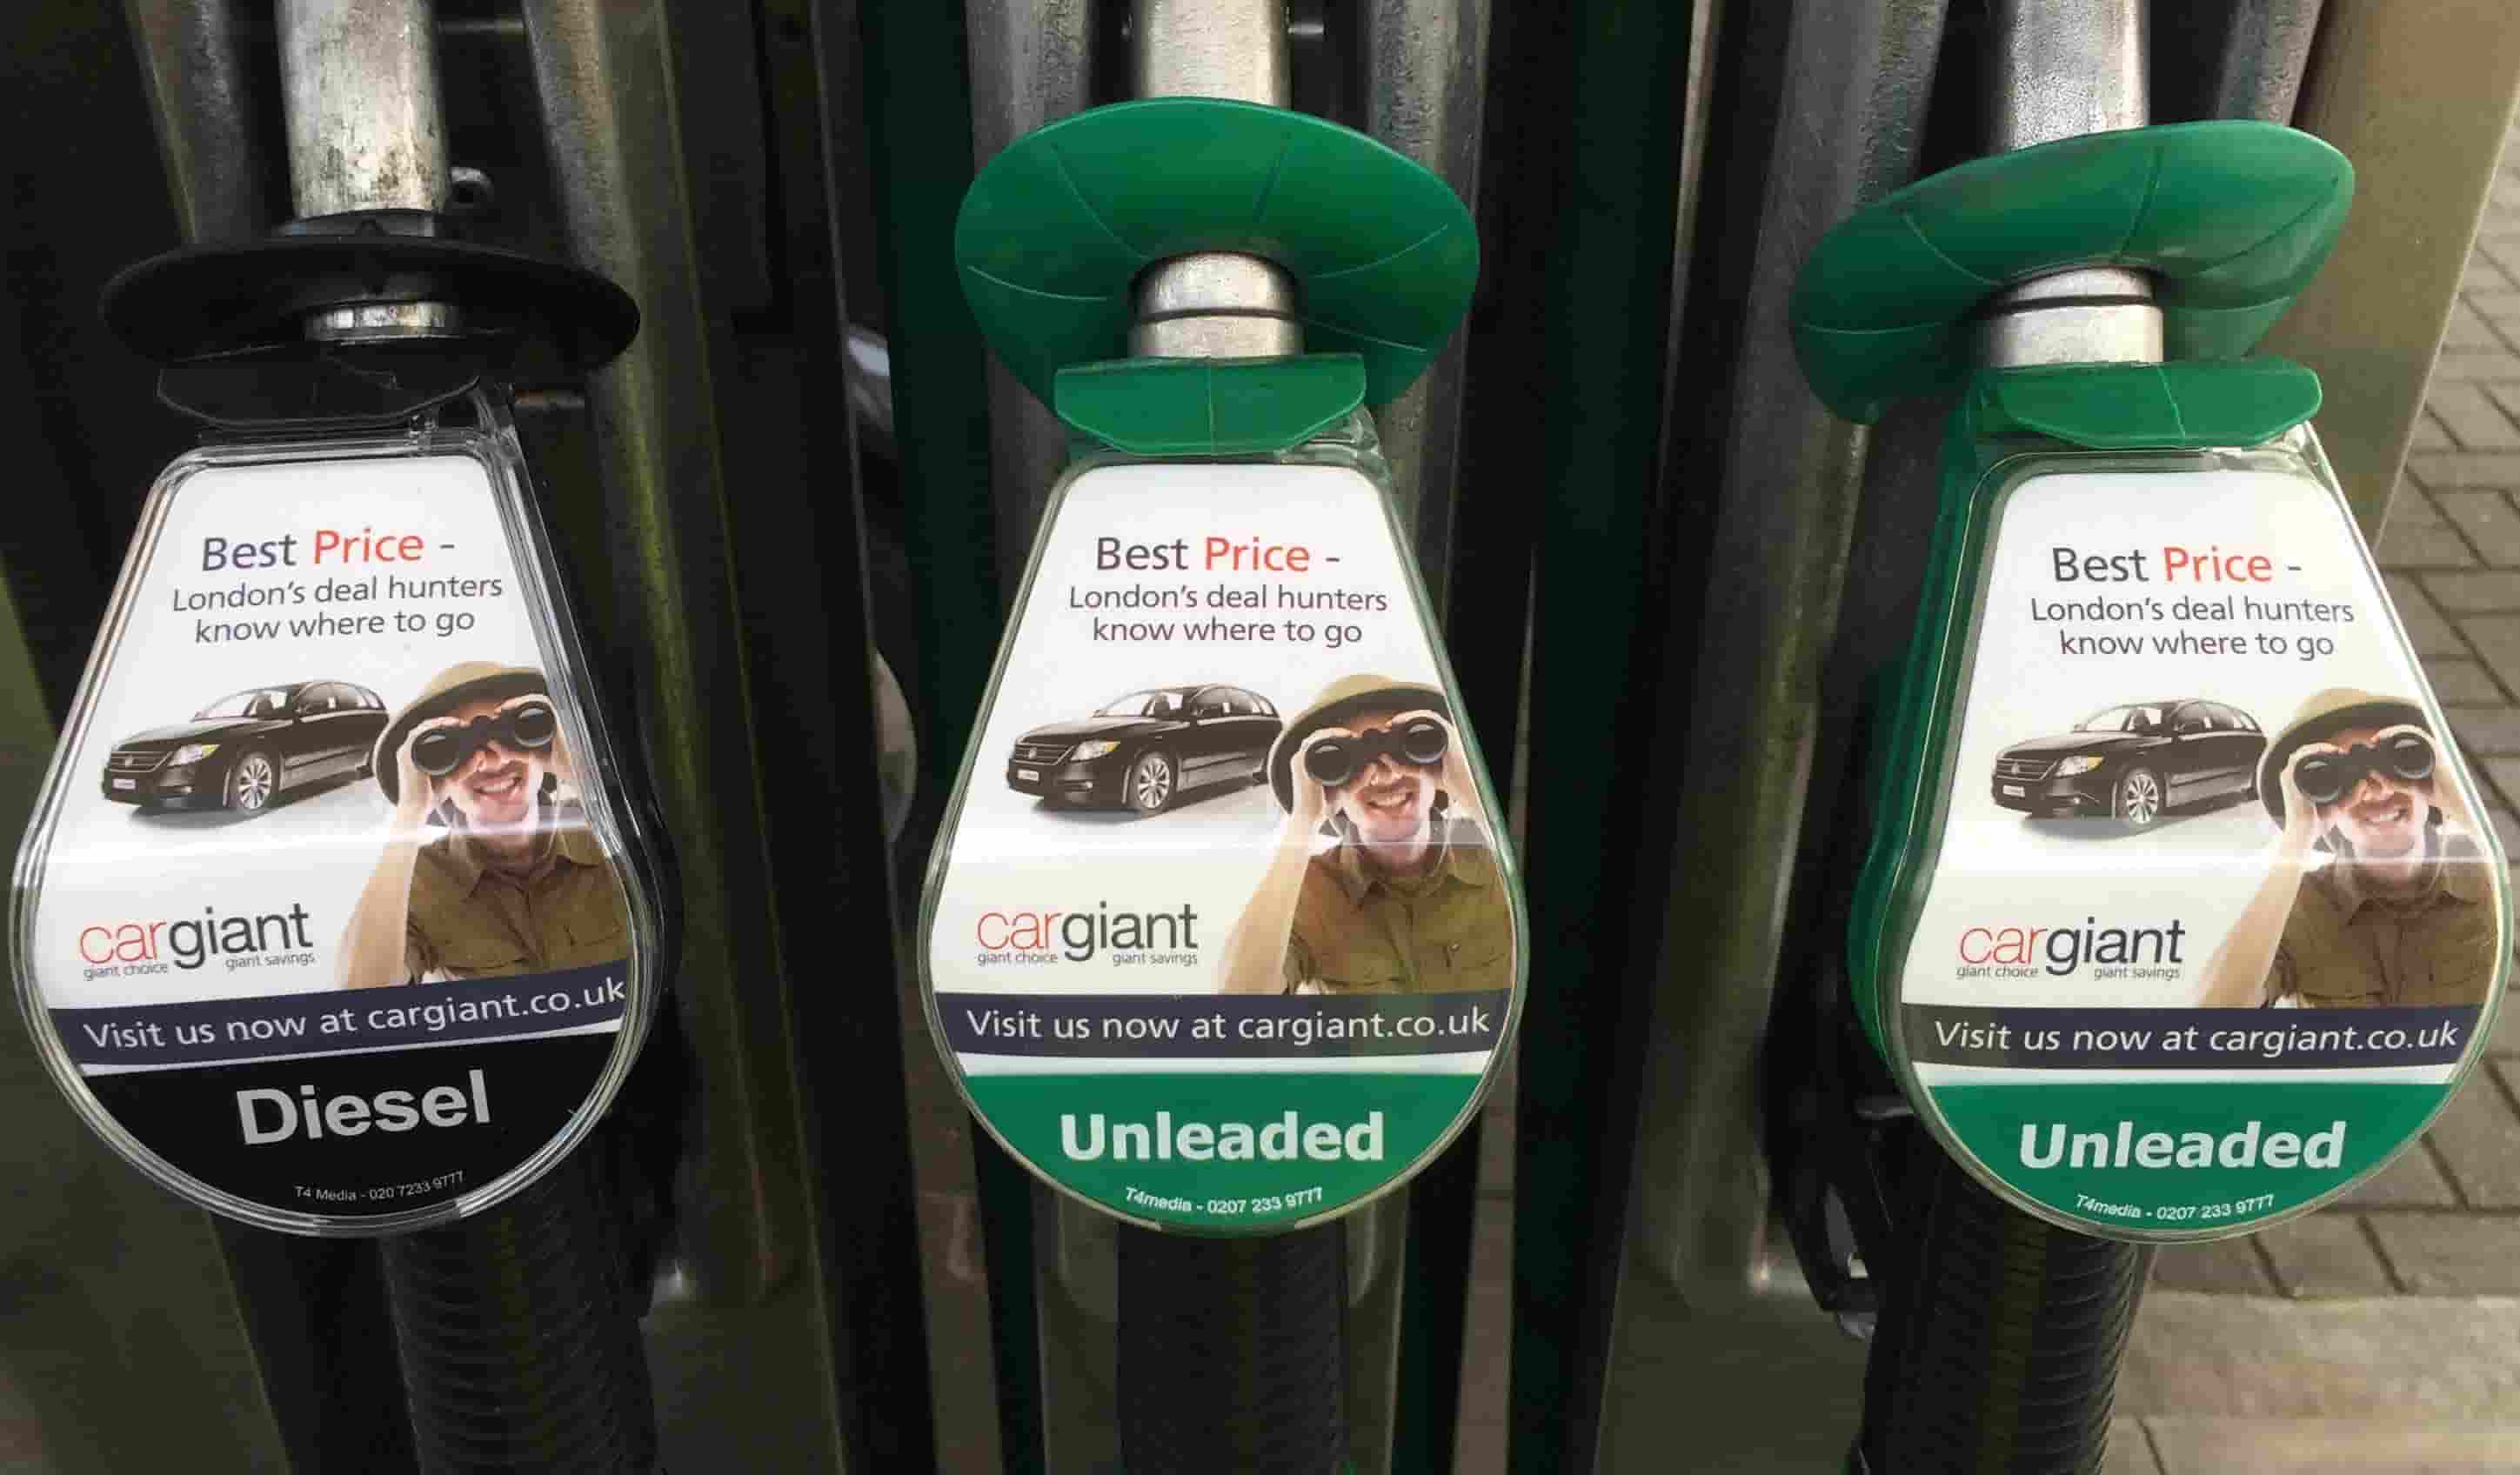 Best Price -
London's deal hunters
know where to go
cargiant
giant choice giant savings
Visit us now at cargiant.co.uk
Diesel
T4 Media - 020 7233 9777
Best Price -
London's deal hunters
know where to go
cargiant
giant choice giant savings
Visit us now at cargiant.co.uk
Unleaded
T4media - 0207 233 9777
Best Price -
London's deal hunters
know where to go
cargiant
giant choice giant savings
Visit us now at cargiant.co.uk
Unleaded
T4media - 0207 233 9777